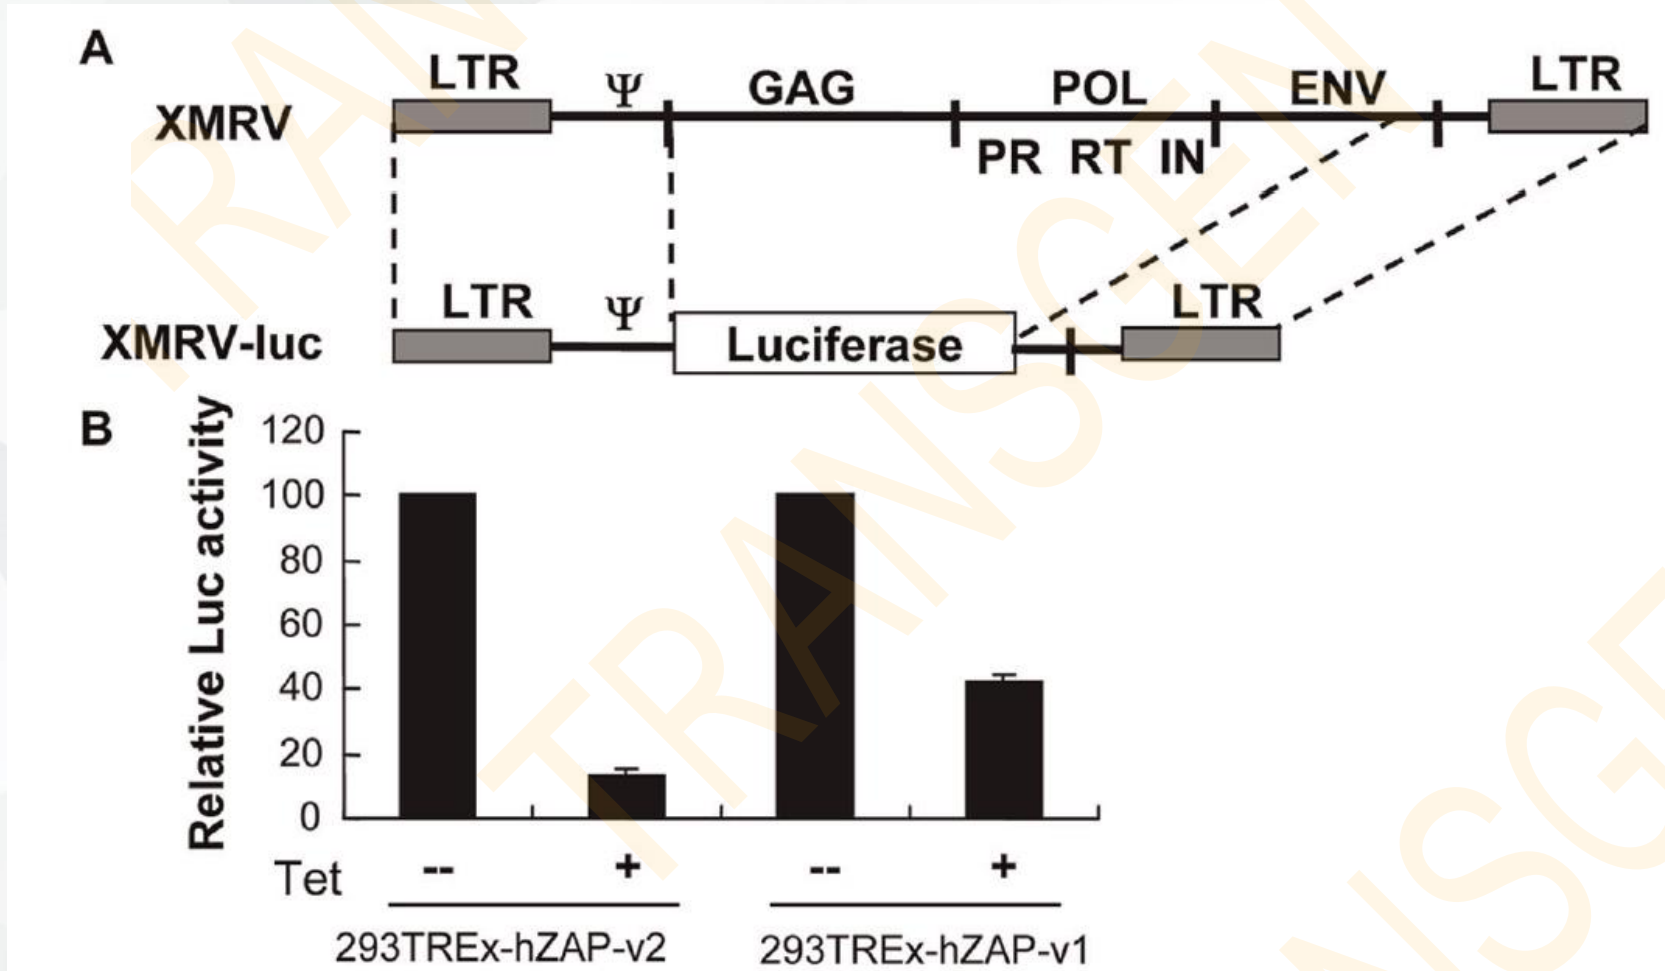 A
LTR Ψ GAG POL ENV LTR
XMRV
PR RT IN
LTR Ψ LTR
XMRV-luc Luciferase
B
Relative Luc activity
120
100
80
60
40
20
0
Tet -- + -- +
293TREx-hZAP-v2 293TREx-hZAP-v1
TRANSGEN